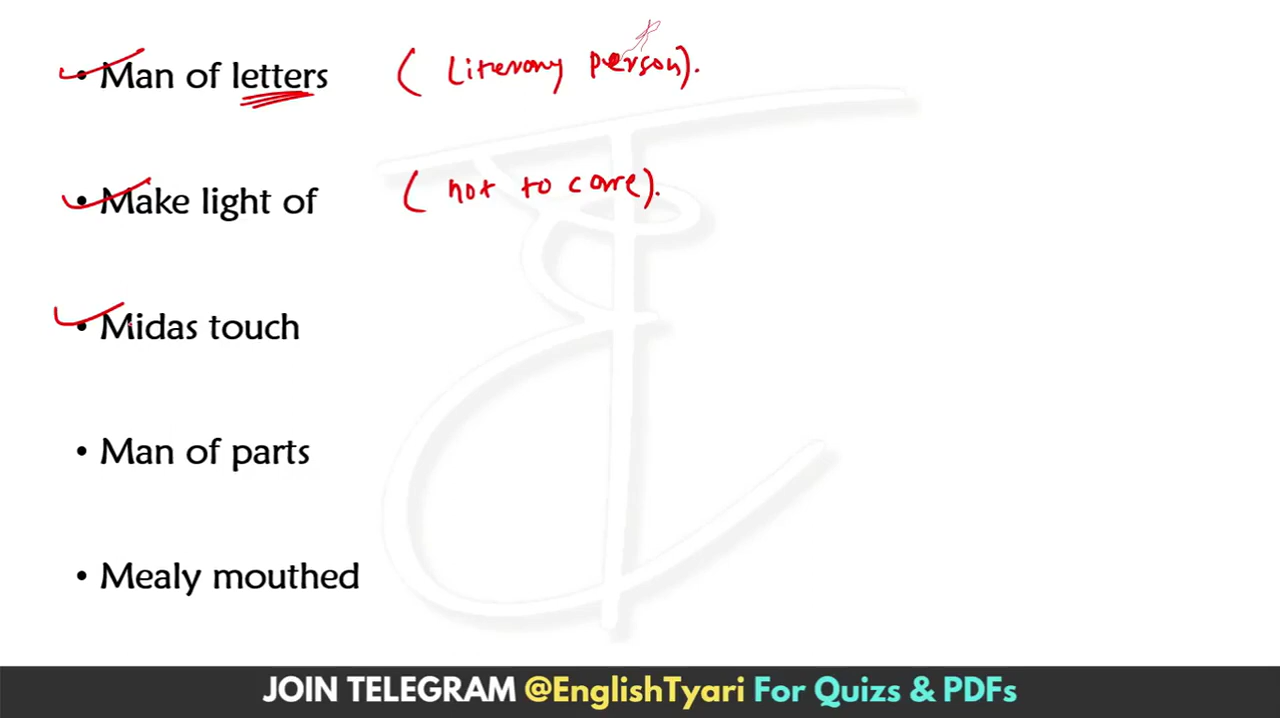 • Man of letters (Literary person).
• Make light of (not to care).
• Midas touch
• Man of parts
• Mealy mouthed
JOIN TELEGRAM @EnglishTyari For Quizs & PDFs